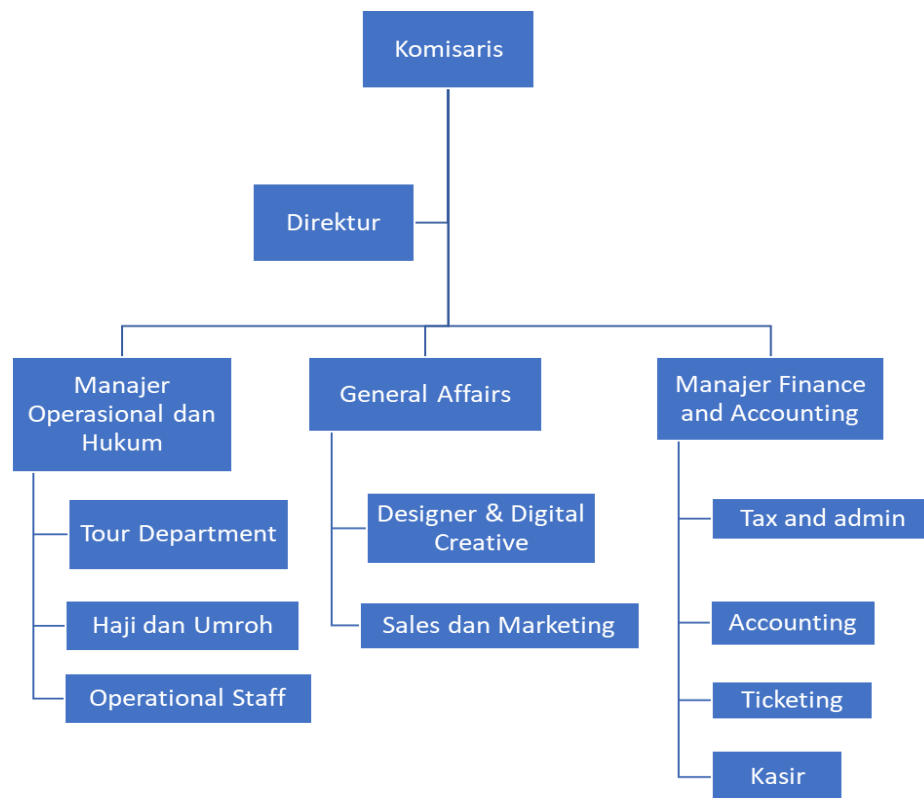 Komisaris
Direktur
Manajer
Operasional dan
Hukum
Tour Department
Haji dan Umroh
Operational Staff
General Affairs
Designer & Digital
Creative
Sales dan Marketing
Manajer Finance
and Accounting
Tax and admin
Accounting
Ticketing
Kasir